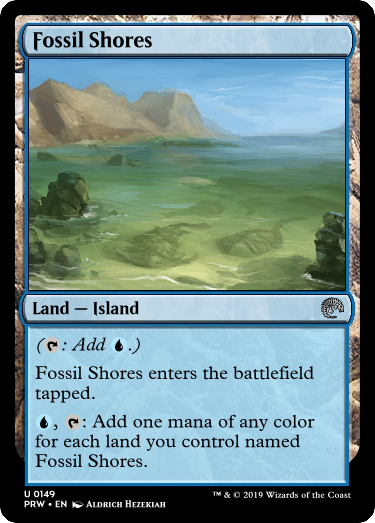 Fossil Shores
Land — Island
(: Add .)
Fossil Shores enters the battlefield
tapped.
, : Add one mana of any color
for each land you control named
Fossil Shores.
U 0149
PRW • EN Aldrich Hezekiah
™ & © 2019 Wizards of the Coast